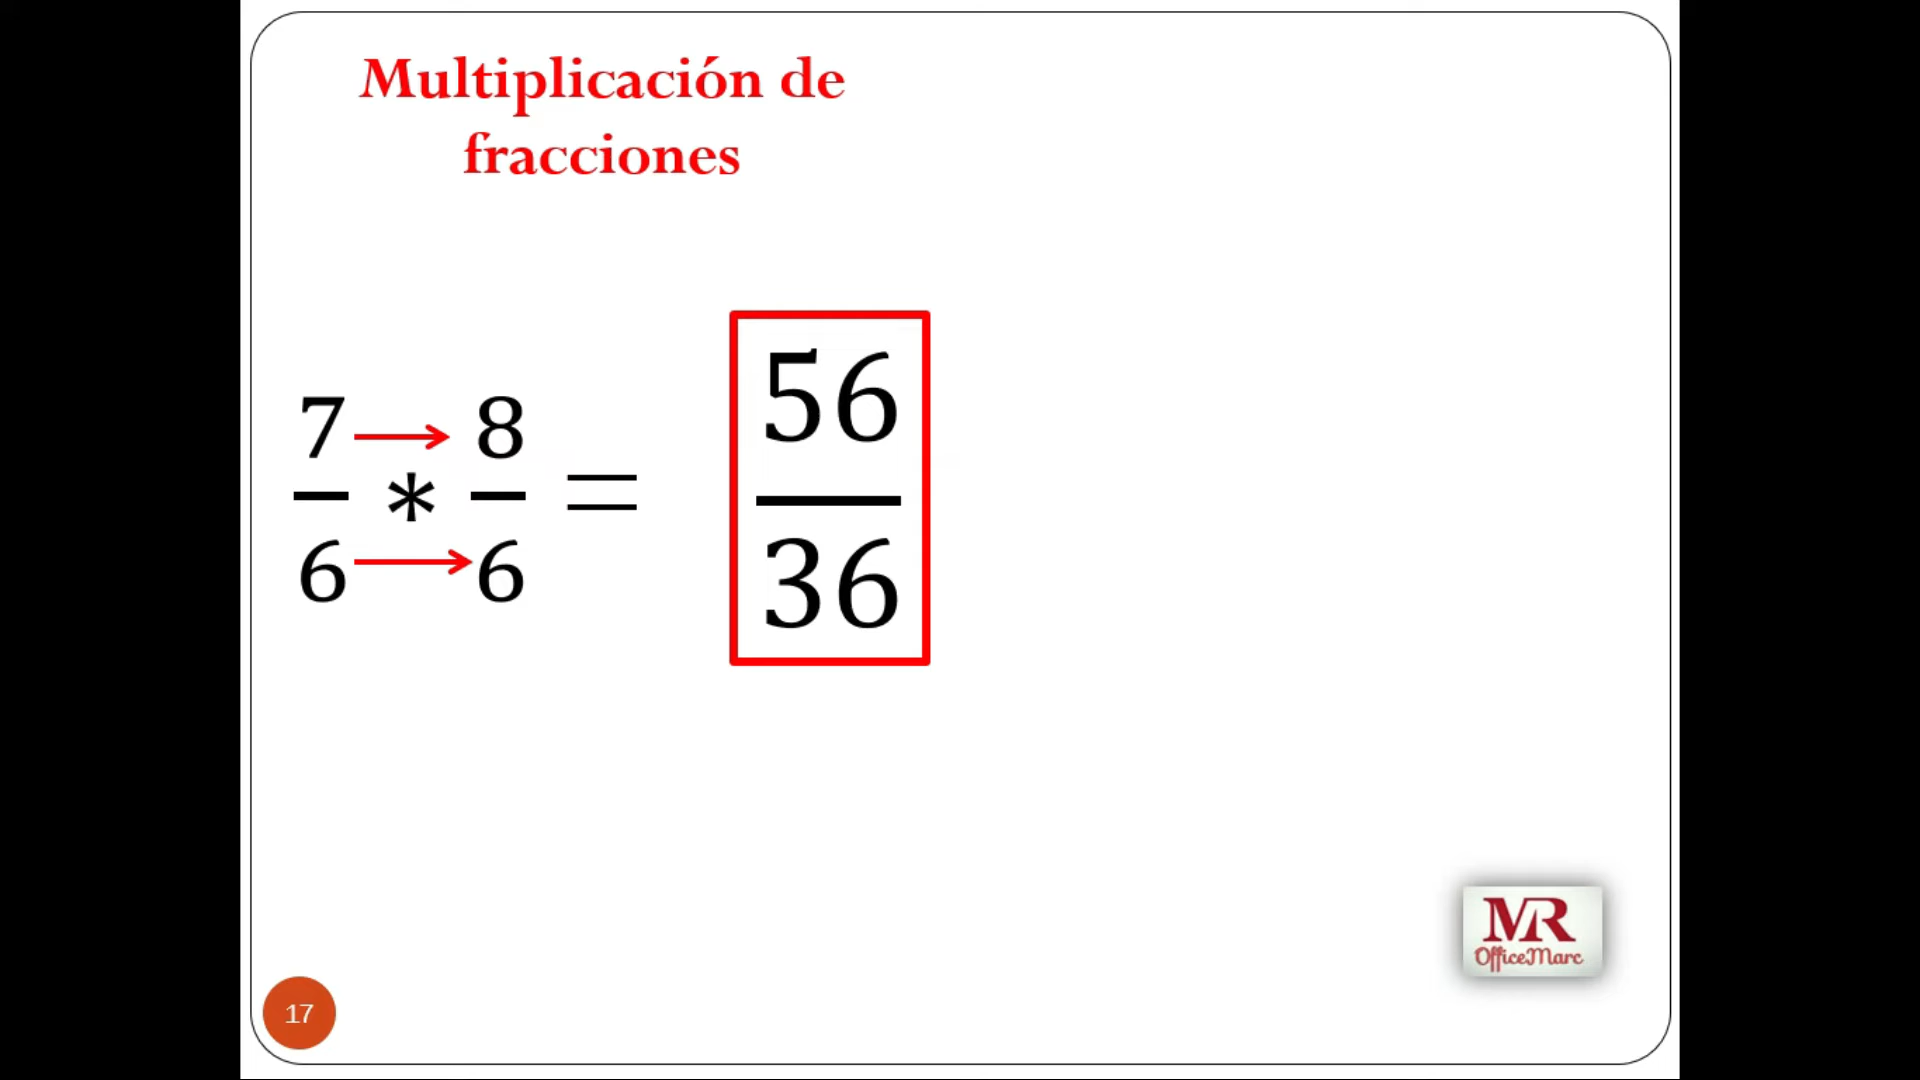 Multiplicación de
fracciones
7 → 8 56
— * — = —
6 → 6 36
MR
OfficeMarc
17